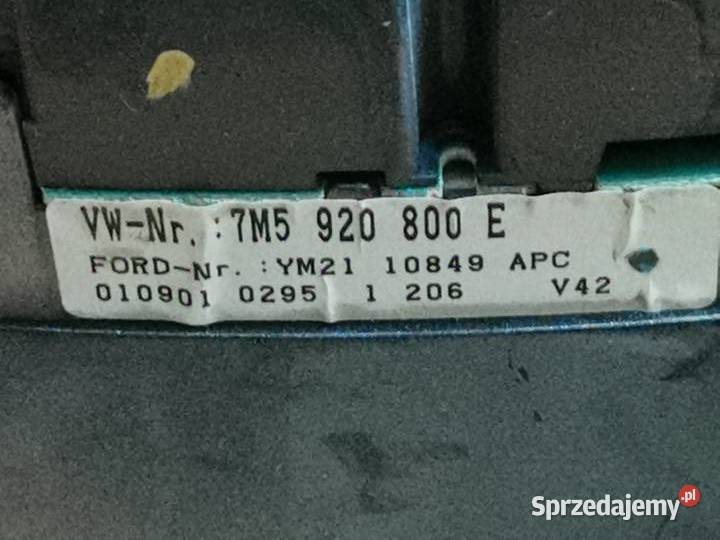 VW-Nr. :7M5 920 800 E
FORD-Nr. :YM21 10849 APC
010901 0295 1 206 V42
Sprzedajemy.pl